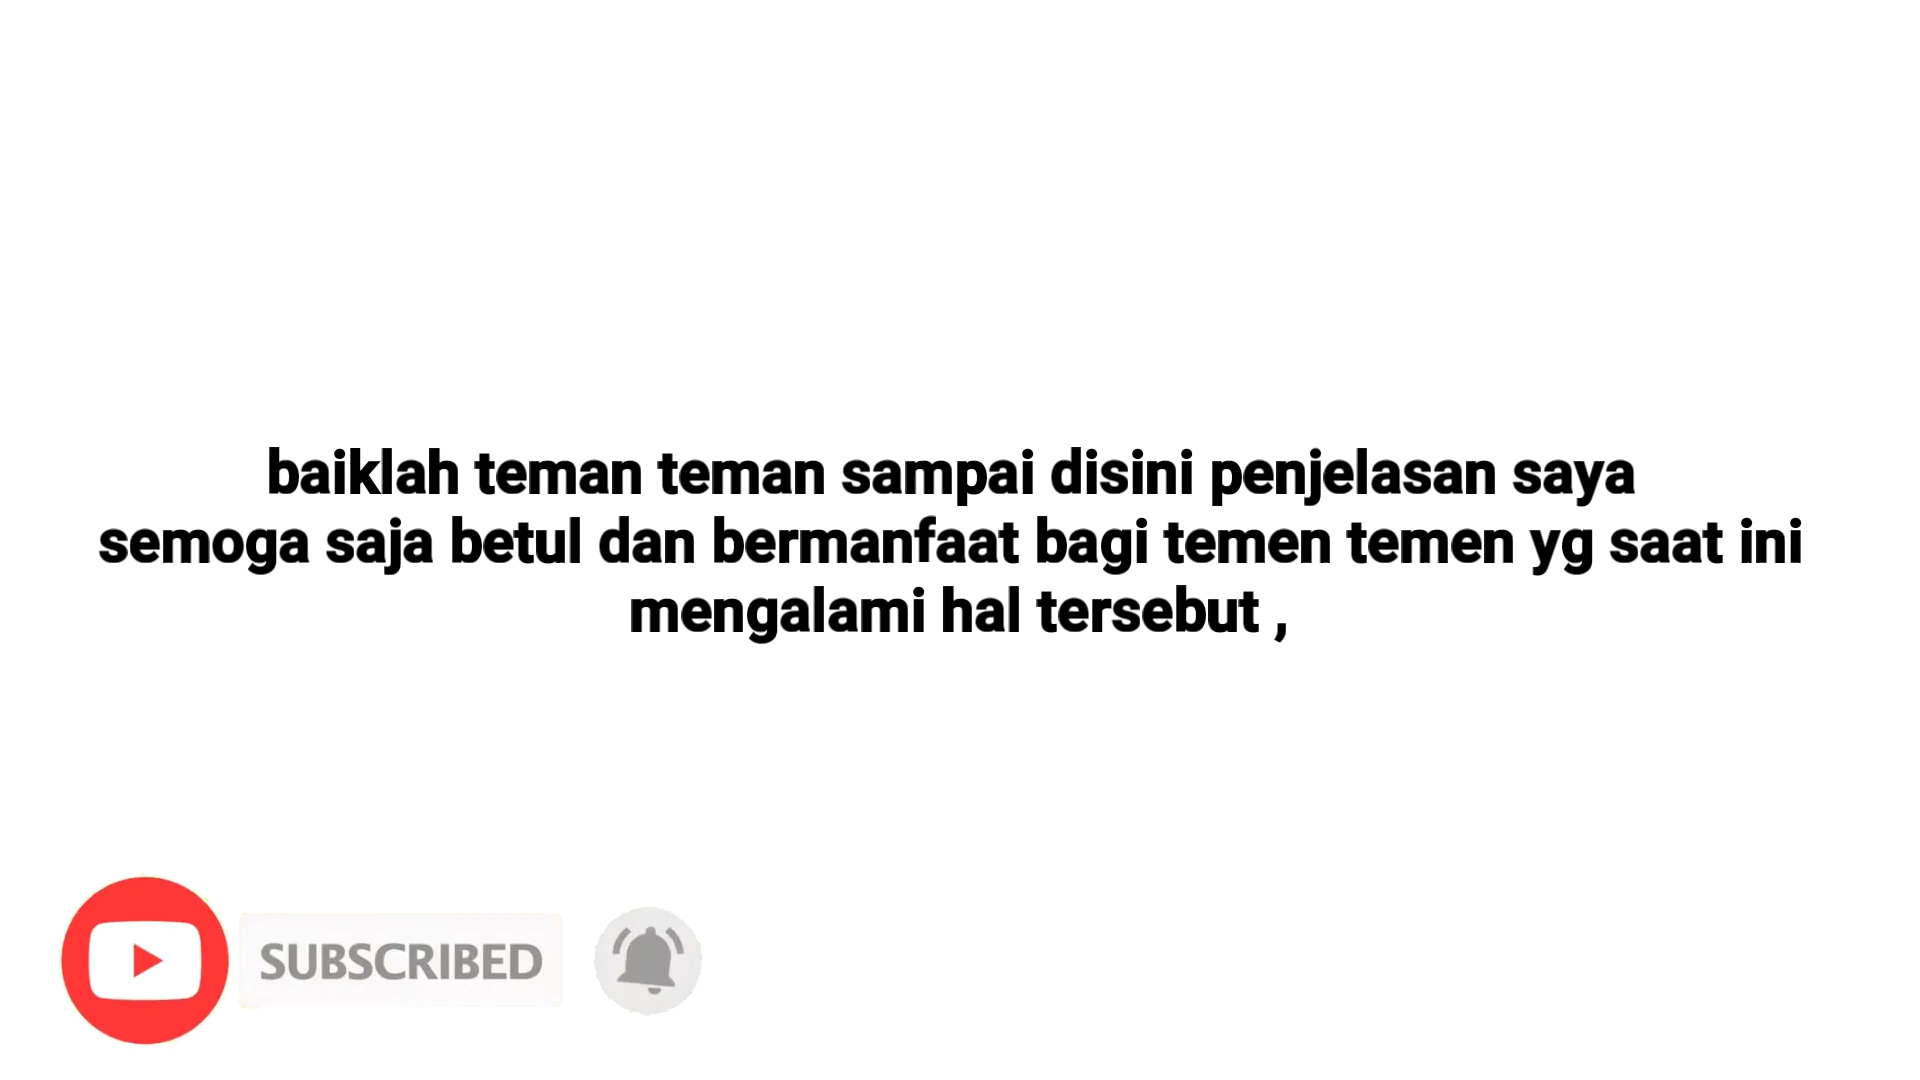 baiklah teman teman sampai disini penjelasan saya
semoga saja betul dan bermanfaat bagi temen temen yg saat ini
mengalami hal tersebut ,
SUBSCRIBED